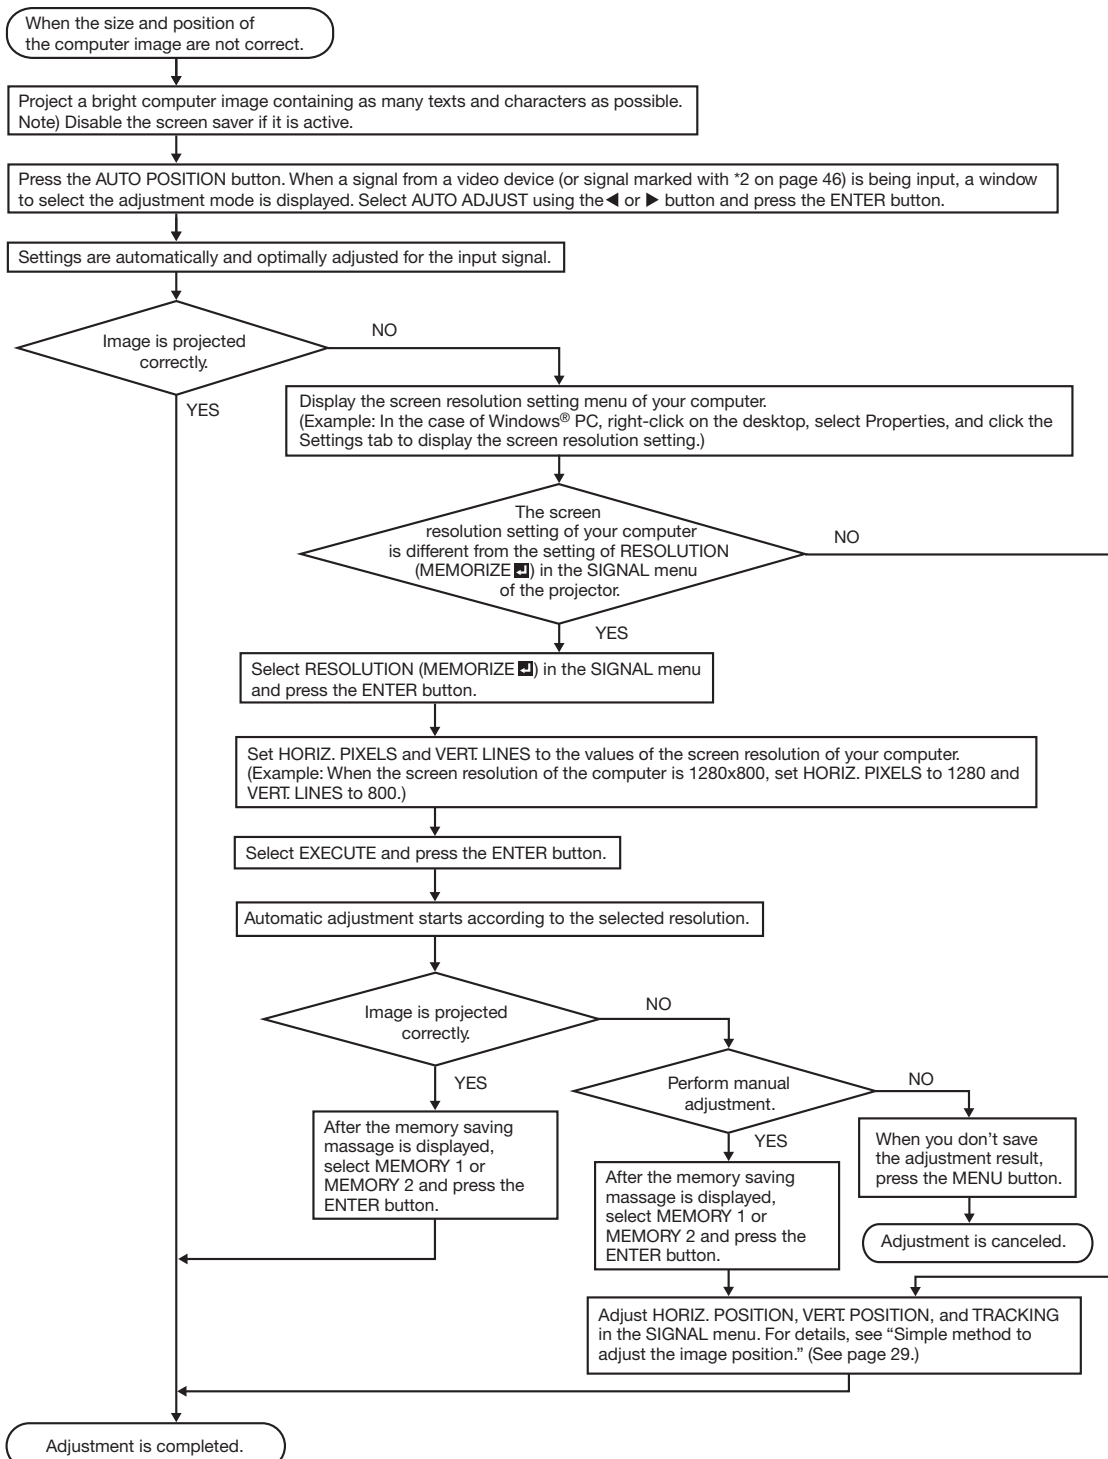 When the size and position of
the computer image are not correct.
Project a bright computer image containing as many texts and characters as possible.
Note) Disable the screen saver if it is active.
Press the AUTO POSITION button. When a signal from a video device (or signal marked with *2 on page 46) is being input, a window
to select the adjustment mode is displayed. Select AUTO ADJUST using the ◀ or ▶ button and press the ENTER button.
Settings are automatically and optimally adjusted for the input signal.
Image is projected
correctly.
NO
YES
Display the screen resolution setting menu of your computer.
(Example: In the case of Windows® PC, right-click on the desktop, select Properties, and click the
Settings tab to display the screen resolution setting.)
The screen
resolution setting of your computer
is different from the setting of RESOLUTION
(MEMORIZE ↵) in the SIGNAL menu
of the projector.
NO
YES
Select RESOLUTION (MEMORIZE ↵) in the SIGNAL menu
and press the ENTER button.
Set HORIZ. PIXELS and VERT. LINES to the values of the screen resolution of your computer.
(Example: When the screen resolution of the computer is 1280x800, set HORIZ. PIXELS to 1280 and
VERT. LINES to 800.)
Select EXECUTE and press the ENTER button.
Automatic adjustment starts according to the selected resolution.
Image is projected
correctly.
NO
YES
Perform manual
adjustment.
NO
YES
After the memory saving
massage is displayed,
select MEMORY 1 or
MEMORY 2 and press the
ENTER button.
After the memory saving
massage is displayed,
select MEMORY 1 or
MEMORY 2 and press the
ENTER button.
When you don't save
the adjustment result,
press the MENU button.
Adjustment is canceled.
Adjust HORIZ. POSITION, VERT. POSITION, and TRACKING
in the SIGNAL menu. For details, see “Simple method to
adjust the image position.” (See page 29.)
Adjustment is completed.